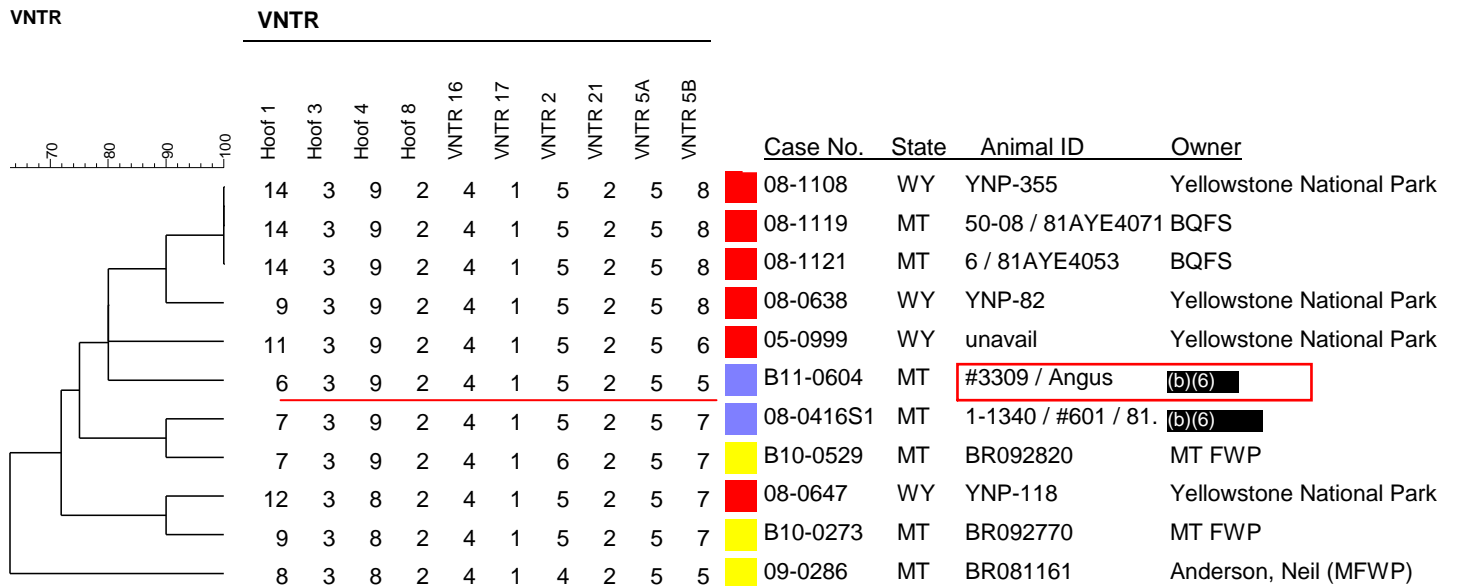 VNTR VNTR
70 80 90 100 Hoof 1 Hoof 3 Hoof 4 Hoof 8 VNTR 16 VNTR 17 VNTR 2 VNTR 21 VNTR 5A VNTR 5B
Case No. State Animal ID Owner
14 3 9 2 4 1 5 2 5 8 08-1108 WY YNP-355 Yellowstone National Park
14 3 9 2 4 1 5 2 5 8 08-1119 MT 50-08 / 81AYE4071 BQFS
14 3 9 2 4 1 5 2 5 8 08-1121 MT 6 / 81AYE4053 BQFS
9 3 9 2 4 1 5 2 5 8 08-0638 WY YNP-82 Yellowstone National Park
11 3 9 2 4 1 5 2 5 6 05-0999 WY unavail Yellowstone National Park
6 3 9 2 4 1 5 2 5 5 B11-0604 MT #3309 / Angus (b)(6)
7 3 9 2 4 1 5 2 5 7 08-0416S1 MT 1-1340 / #601 / 81. (b)(6)
7 3 9 2 4 1 6 2 5 7 B10-0529 MT BR092820 MT FWP
12 3 8 2 4 1 5 2 5 7 08-0647 WY YNP-118 Yellowstone National Park
9 3 8 2 4 1 5 2 5 7 B10-0273 MT BR092770 MT FWP
8 3 8 2 4 1 4 2 5 5 09-0286 MT BR081161 Anderson, Neil (MFWP)